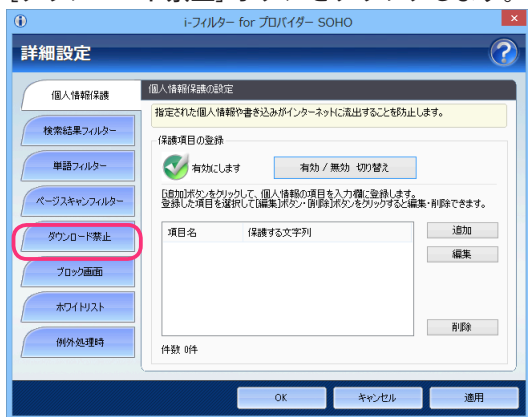 i-フィルター for プロバイダー SOHO
詳細設定
個人情報保護
検索結果フィルター
単語フィルター
ページスキャンフィルター
ダウンロード禁止
ブロック画面
ホワイトリスト
例外処理時
個人情報保護の設定
指定された個人情報や書き込みがインターネットに流出することを防止します。
保護項目の登録
有効にします
有効 / 無効 切り替え
[追加]ボタンをクリックして、個人情報の項目を入力欄に登録します。
登録した項目を選択して[編集]ボタン・[削除]ボタンをクリックすると編集・削除できます。
項目名 保護する文字列
追加
編集
削除
件数 0件
OK キャンセル 適用